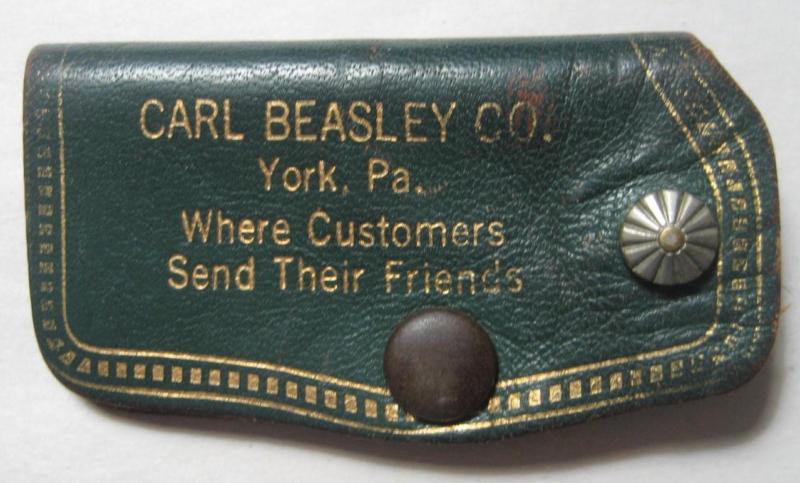 CARL BEASLEY CO.
York, Pa.
Where Customers
Send Their Friends